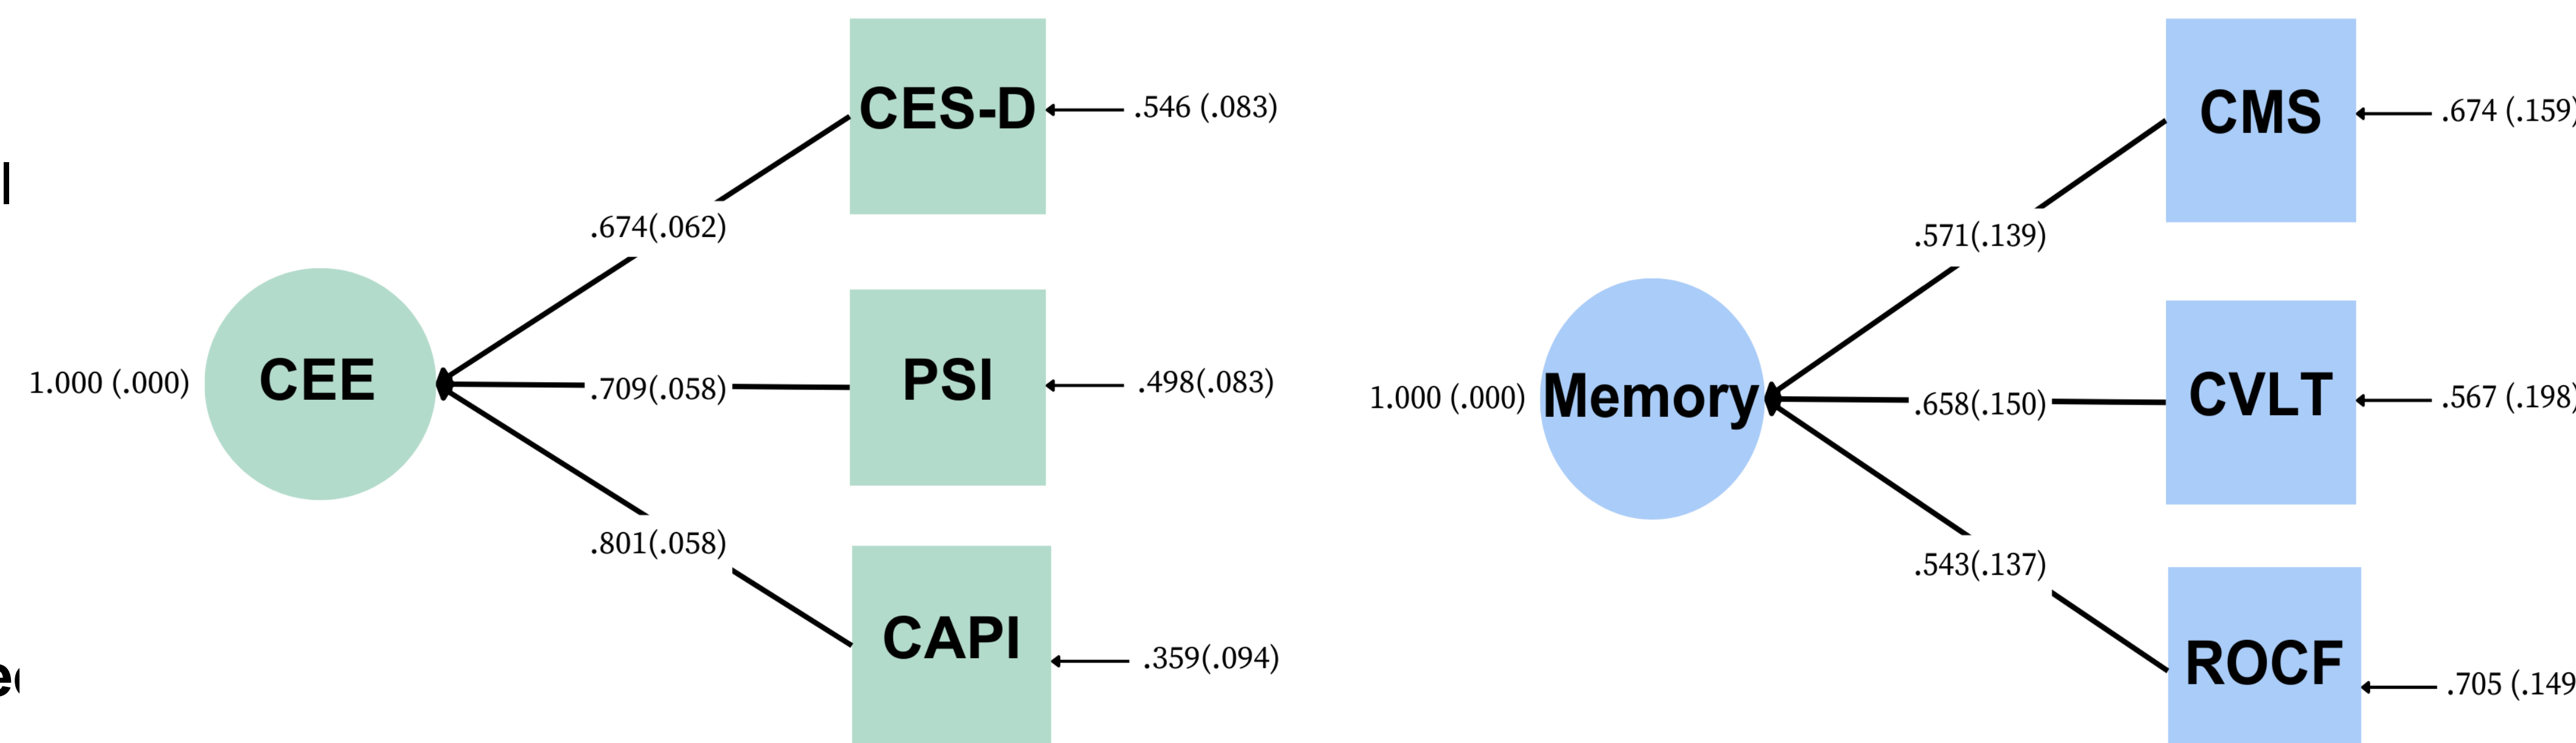 CES-D
.546 (.083)
.674(.062)
CEE
1.000 (.000)
PSI
.709(.058)
.498(.083)
CAPI
.801(.058)
.359(.094)
CMS
.674 (.159)
.571(.139)
Memory
1.000 (.000)
CVLT
.658(.150)
.567 (.198)
ROCF
.543(.137)
.705 (.149